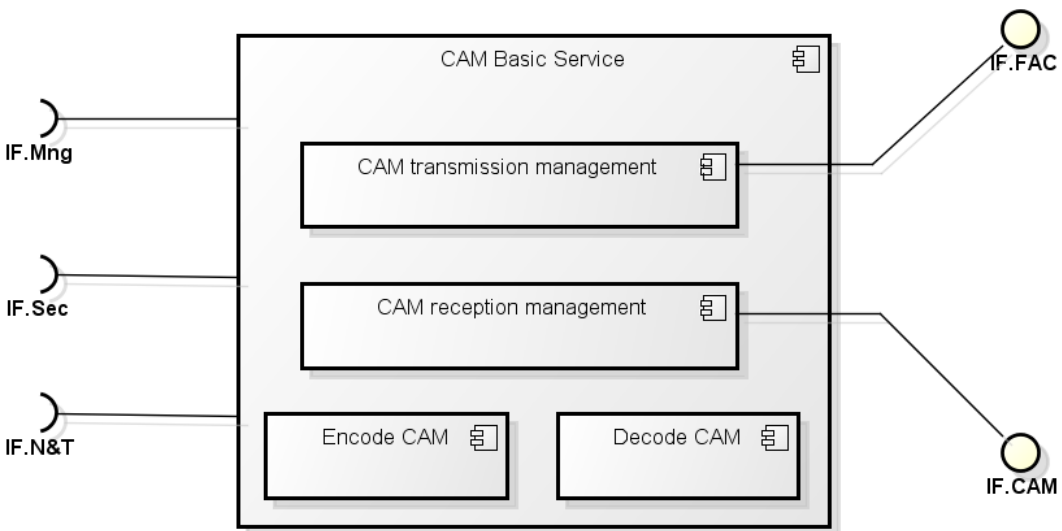 CAM Basic Service
IF.FAC
IF.Mng
CAM transmission management
IF.Sec
CAM reception management
IF.N&T
Encode CAM
Decode CAM
IF.CAM